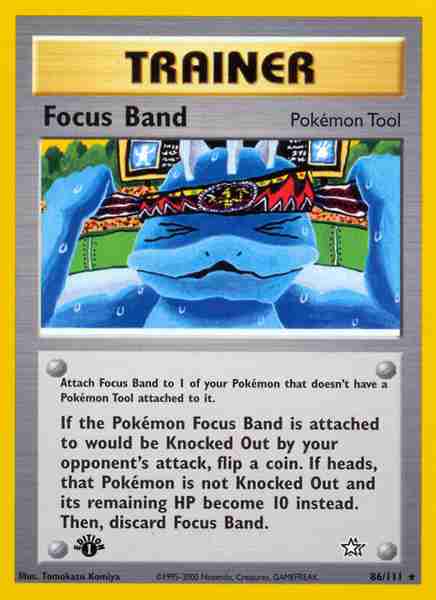 TRAINER
Focus Band Pokémon Tool
Attach Focus Band to 1 of your Pokémon that doesn't have a
Pokémon Tool attached to it.
If the Pokémon Focus Band is attached
to would be Knocked Out by your
opponent's attack, flip a coin. If heads,
that Pokémon is not Knocked Out and
its remaining HP become 10 instead.
Then, discard Focus Band.
EDITION
1
Illus. Tomokazu Komiya ©1995-2000 Nintendo, Creatures, GAMEFREAK. 86/111 ★